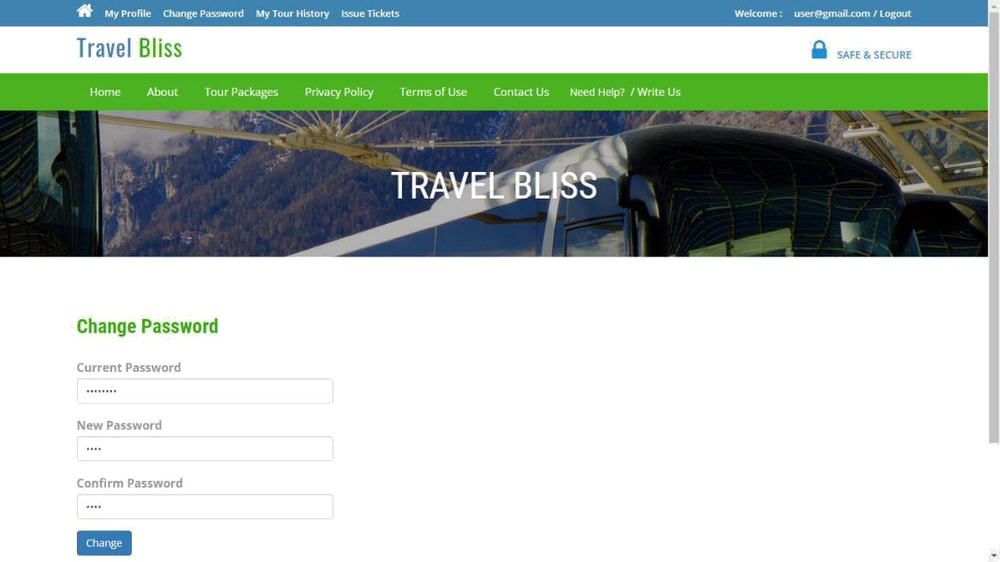 My Profile Change Password My Tour History Issue Tickets Welcome : user@gmail.com / Logout
Travel Bliss
SAFE & SECURE
Home About Tour Packages Privacy Policy Terms of Use Contact Us Need Help? / Write Us
TRAVEL BLISS
Change Password
Current Password
••••••••
New Password
••••
Confirm Password
••••
Change